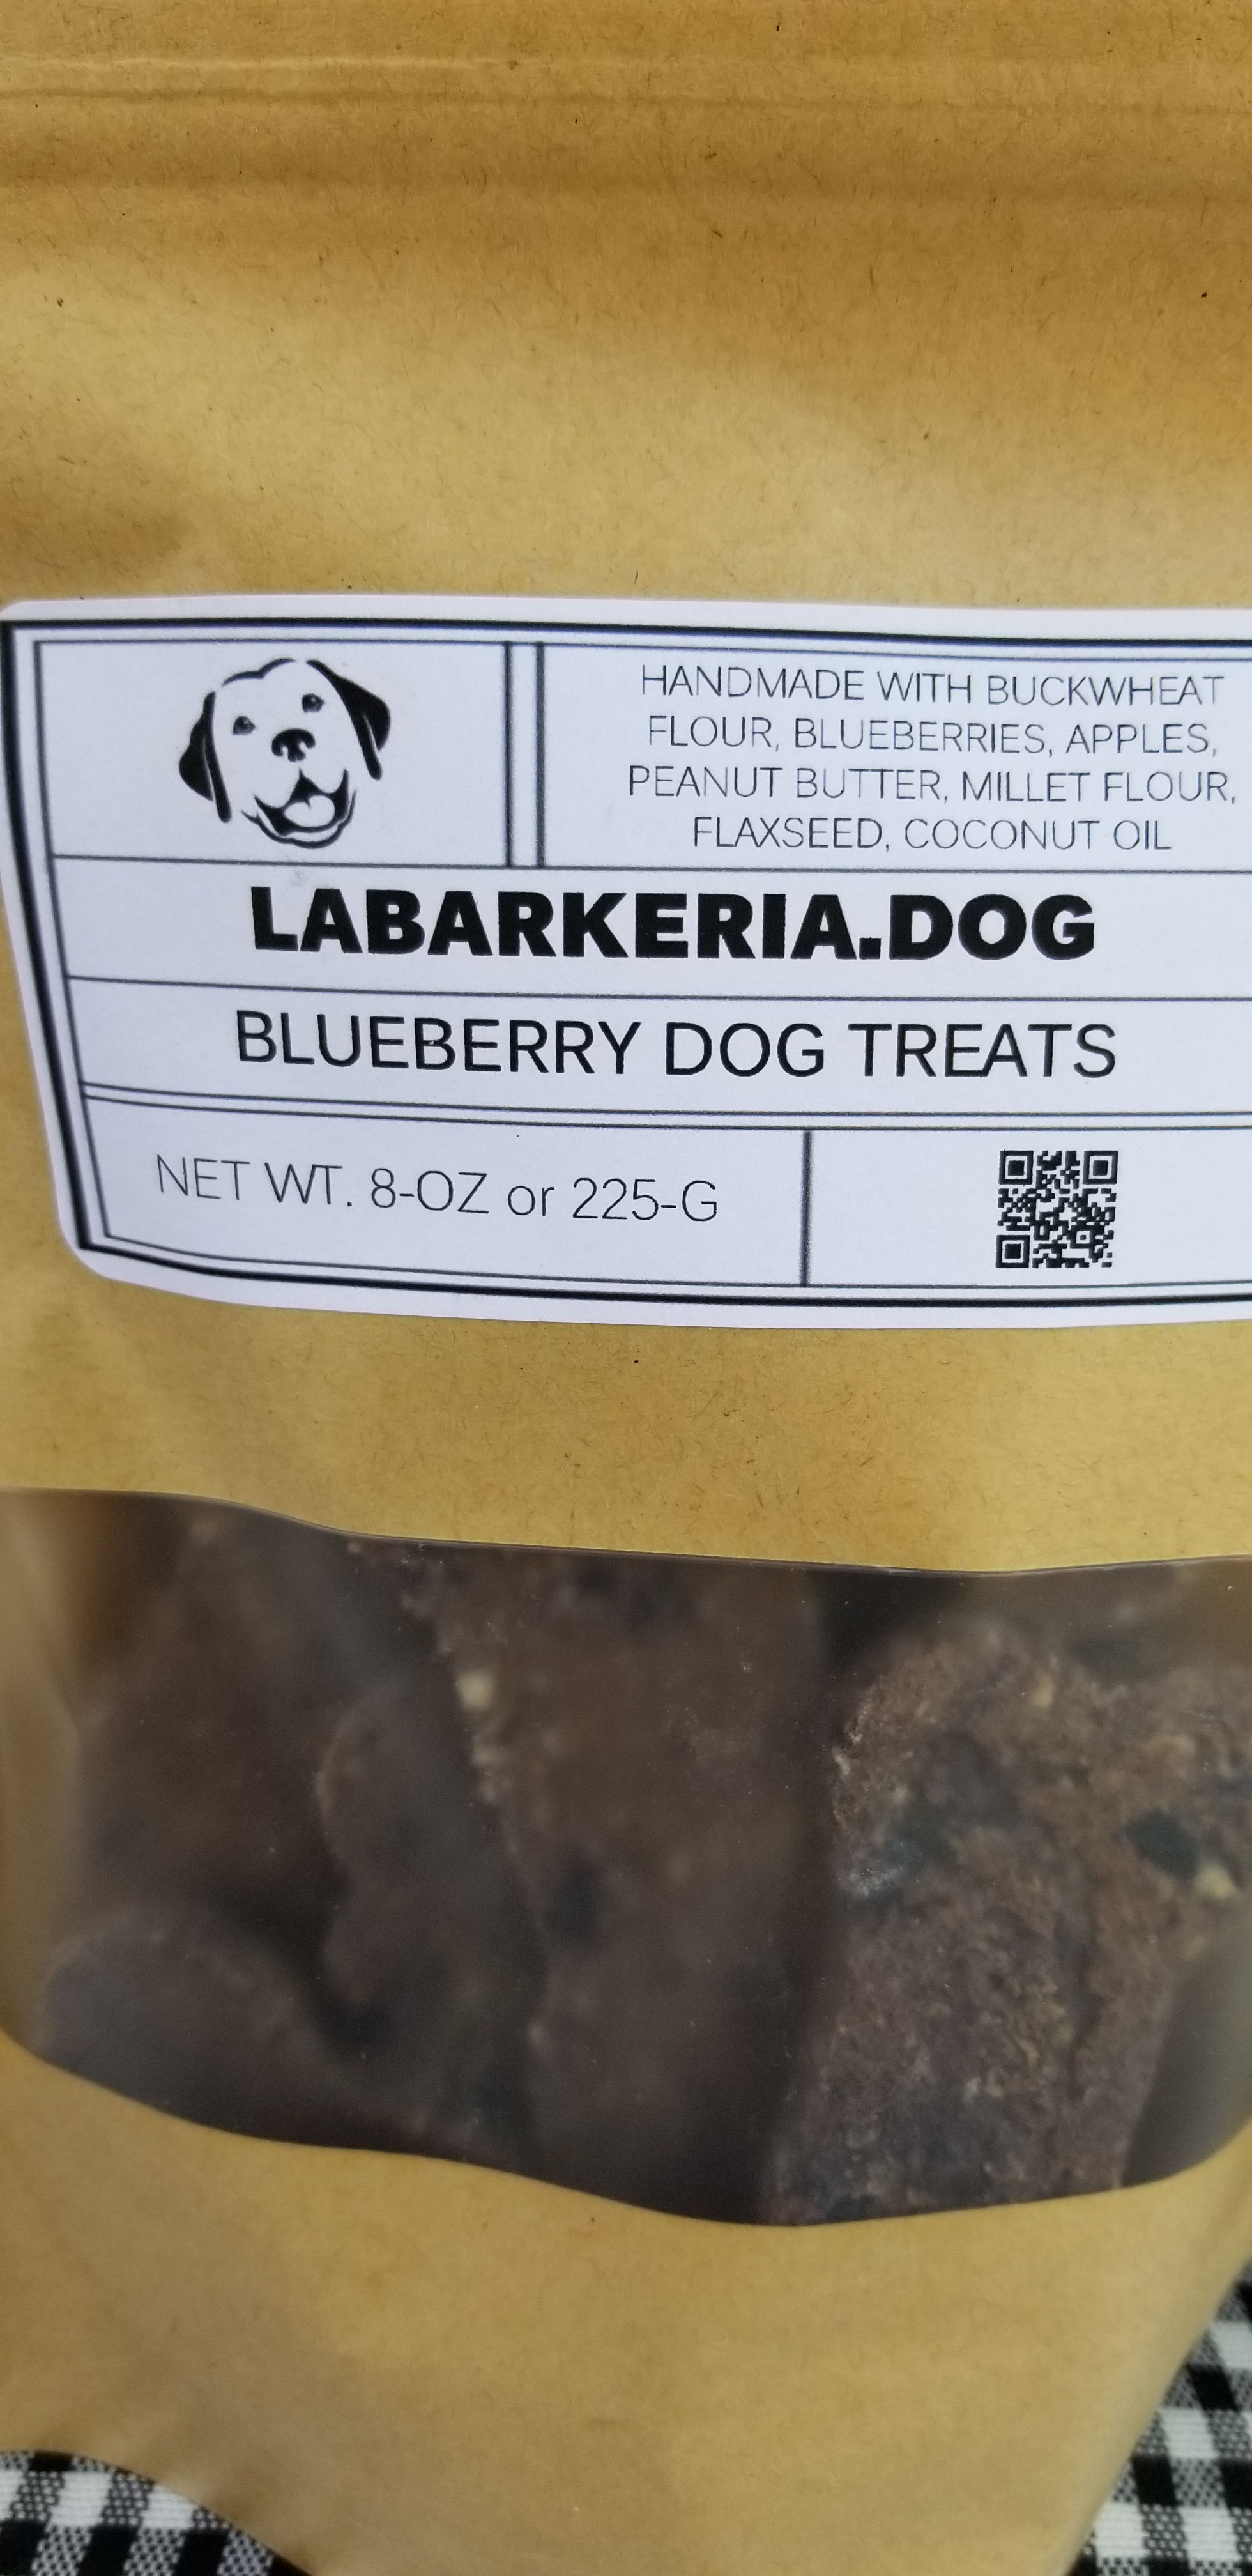 HANDMADE WITH BUCKWHEAT
FLOUR, BLUEBERRIES, APPLES,
PEANUT BUTTER, MILLET FLOUR,
FLAXSEED, COCONUT OIL
LABARKERIA.DOG
BLUEBERRY DOG TREATS
NET WT. 8-OZ or 225-G